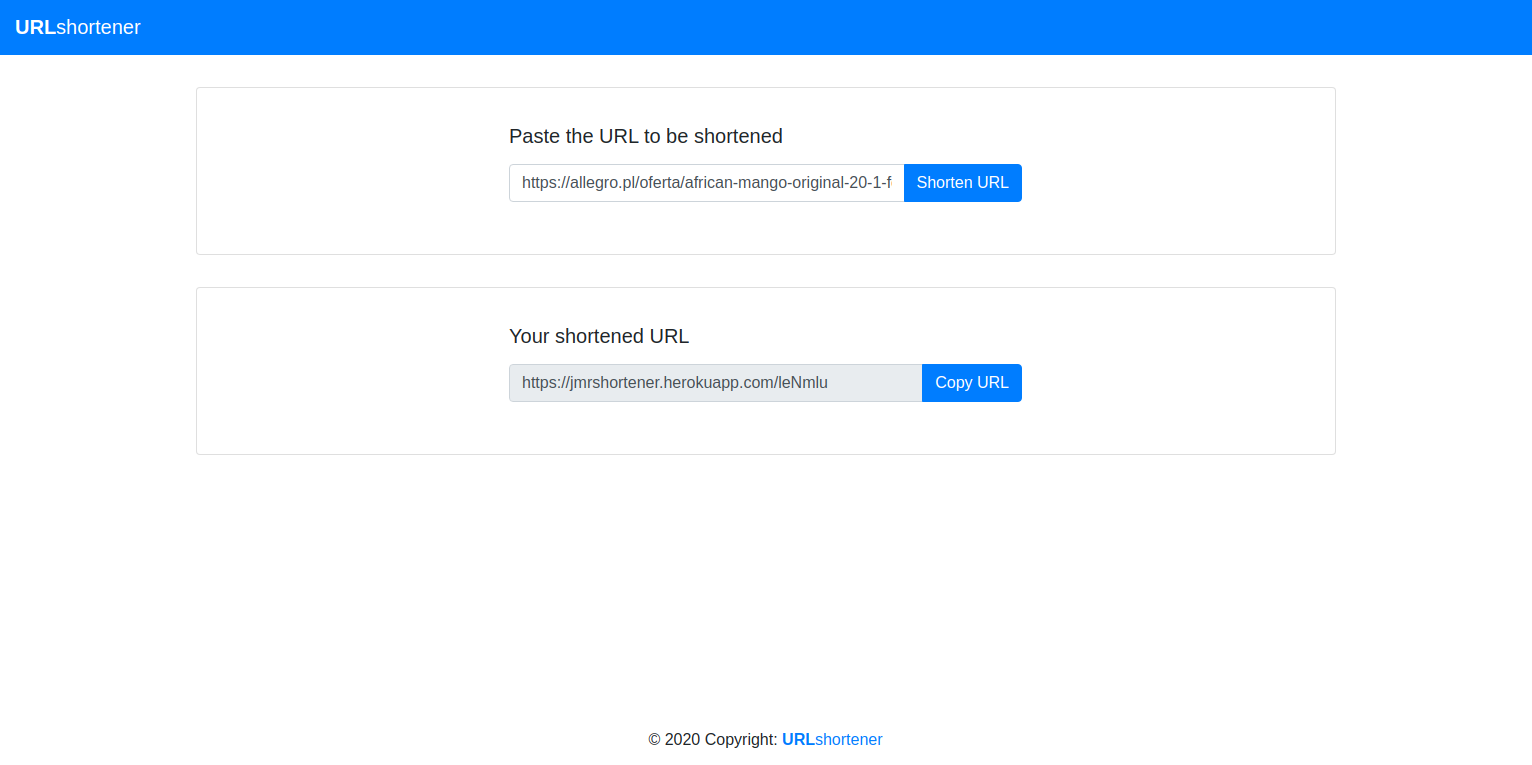 URLshortener
Paste the URL to be shortened
https://allegro.pl/oferta/african-mango-original-20-1-f Shorten URL
Your shortened URL
https://jmrshortener.herokuapp.com/leNmlu Copy URL
© 2020 Copyright: URLshortener